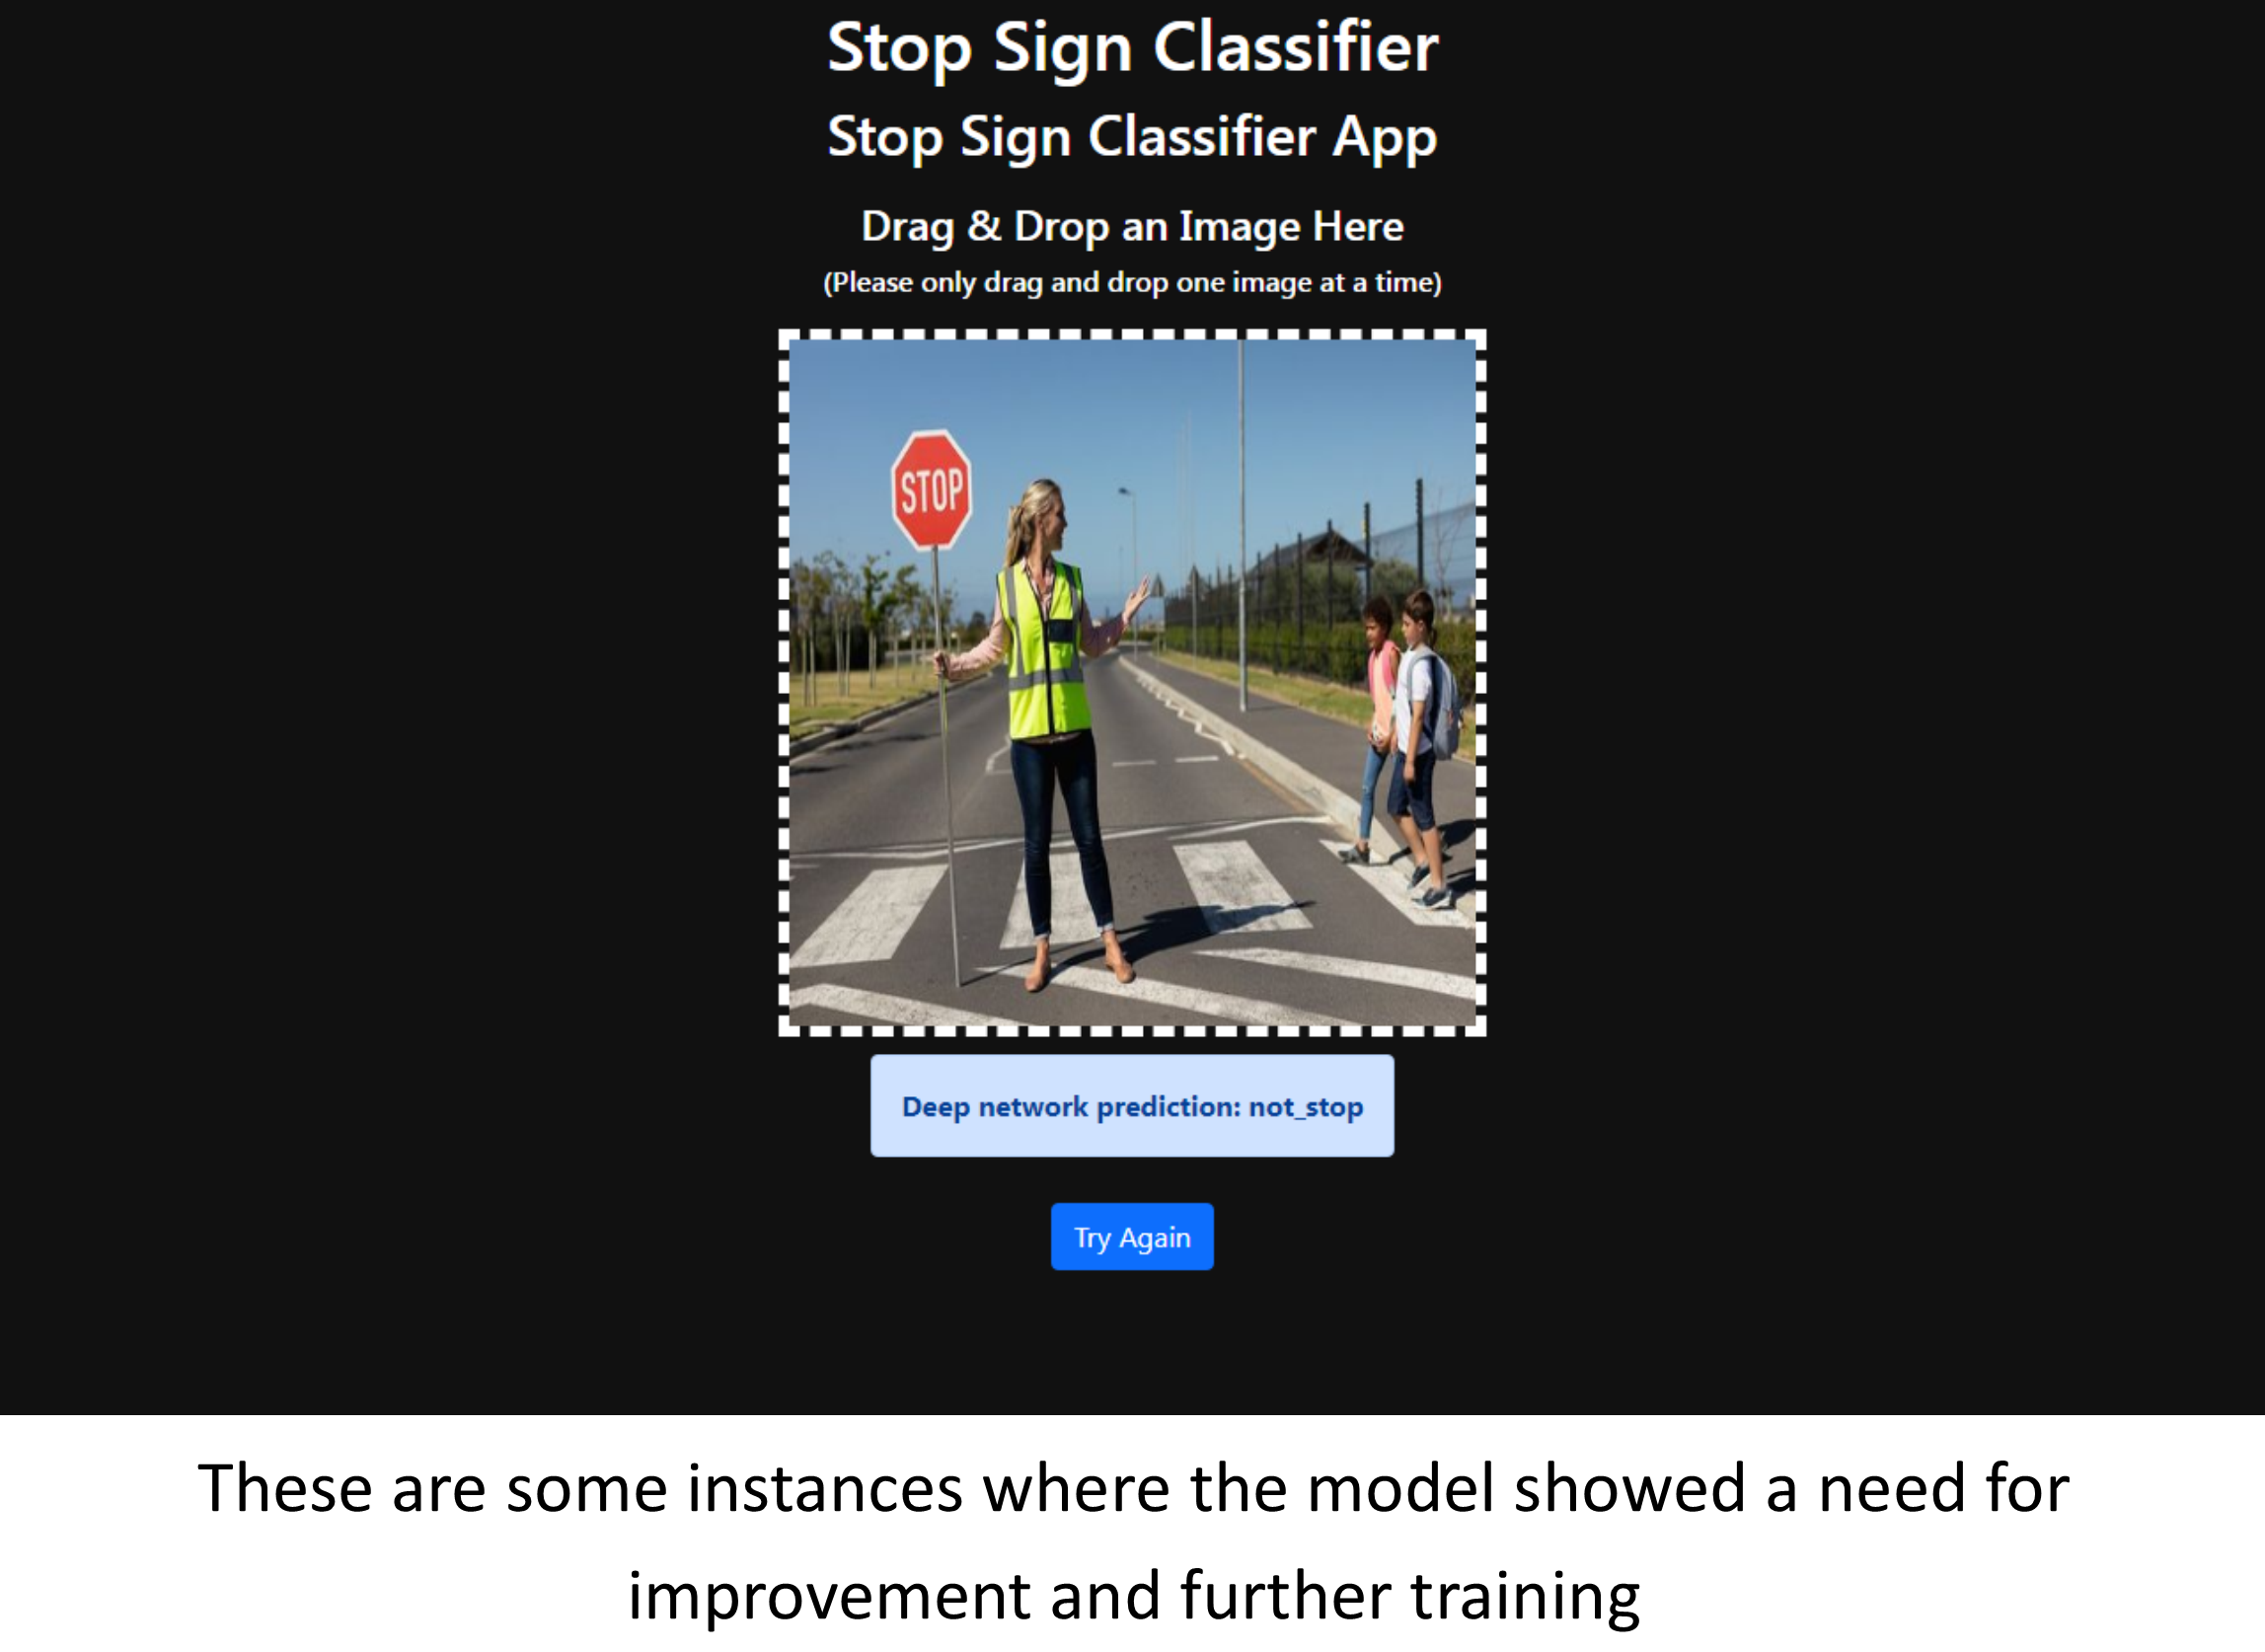 Stop Sign Classifier
Stop Sign Classifier App
Drag & Drop an Image Here
(Please only drag and drop one image at a time)
STOP
Deep network prediction: not_stop
Try Again
These are some instances where the model showed a need for
improvement and further training